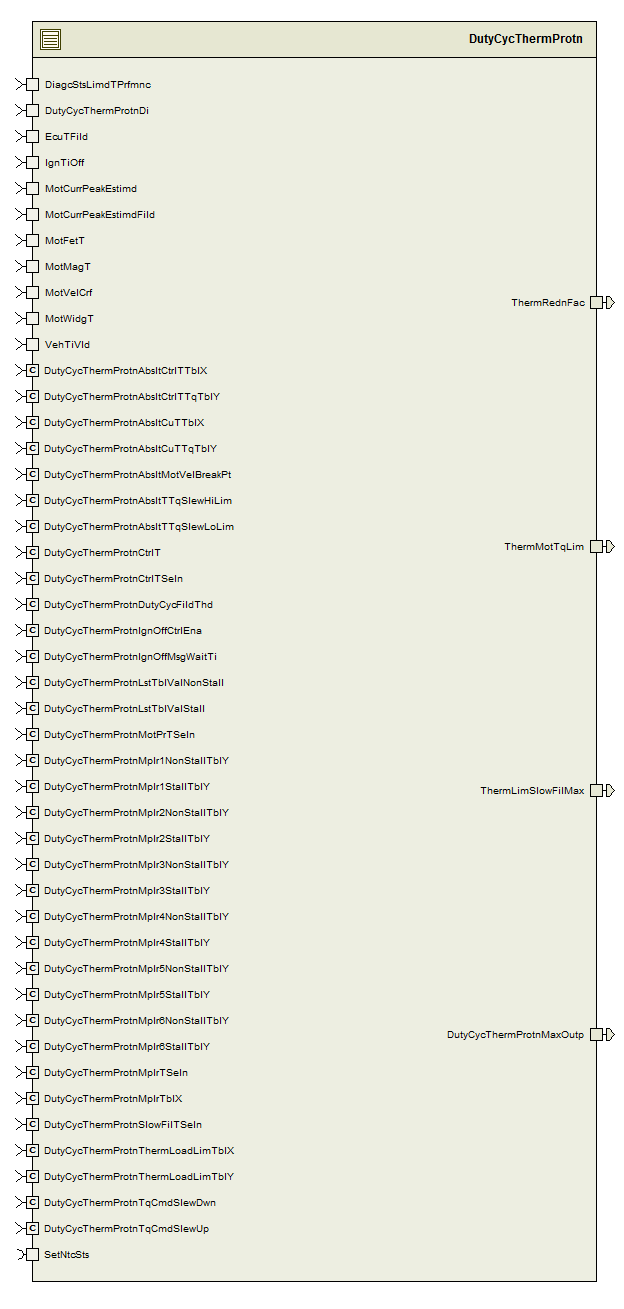 DutyCycThermProtn
DiagcStsLimdTPrfmnc
DutyCycThermProtnDi
EcuTFild
IgnTiOff
MotCurrPeakEstimd
MotCurrPeakEstimdFild
MotFetT
MotMagT
MotVelCrf
MotWidgT
VehTiVld
C DutyCycThermProtnAbsltCtrlTTblX
C DutyCycThermProtnAbsltCtrlTTqTblY
C DutyCycThermProtnAbsltCuTTblX
C DutyCycThermProtnAbsltCuTTqTblY
C DutyCycThermProtnAbsltMotVelBreakPt
C DutyCycThermProtnAbsltTTqSlewHiLim
C DutyCycThermProtnAbsltTTqSlewLoLim
C DutyCycThermProtnCtrlT
C DutyCycThermProtnCtrlTSeln
C DutyCycThermProtnDutyCycFildThd
C DutyCycThermProtnIgnOffCtrlEna
C DutyCycThermProtnIgnOffMsgWaitTi
C DutyCycThermProtnLstTblValNonStall
C DutyCycThermProtnLstTblValStall
C DutyCycThermProtnMotPrTSeln
C DutyCycThermProtnMplr1NonStallTblY
C DutyCycThermProtnMplr1StallTblY
C DutyCycThermProtnMplr2NonStallTblY
C DutyCycThermProtnMplr2StallTblY
C DutyCycThermProtnMplr3NonStallTblY
C DutyCycThermProtnMplr3StallTblY
C DutyCycThermProtnMplr4NonStallTblY
C DutyCycThermProtnMplr4StallTblY
C DutyCycThermProtnMplr5NonStallTblY
C DutyCycThermProtnMplr5StallTblY
C DutyCycThermProtnMplr6NonStallTblY
C DutyCycThermProtnMplr6StallTblY
C DutyCycThermProtnMplrTSeln
C DutyCycThermProtnMplrTblX
C DutyCycThermProtnSlowFilTSeln
C DutyCycThermProtnThermLoadLimTblX
C DutyCycThermProtnThermLoadLimTblY
C DutyCycThermProtnTqCmdSlewDwn
C DutyCycThermProtnTqCmdSlewUp
SetNtcSts
ThermRednFac
ThermMotTqLim
ThermLimSlowFilMax
DutyCycThermProtnMaxOutp